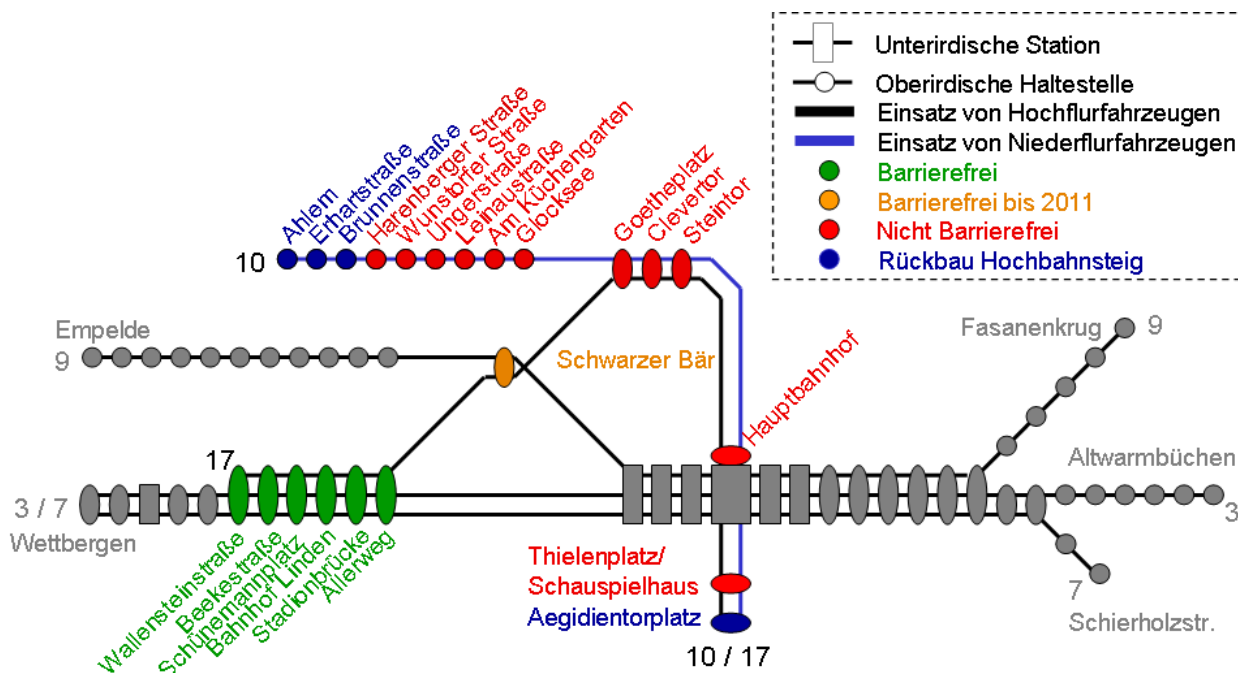 Unterirdische Station
Oberirdische Haltestelle
Einsatz von Hochflurfahrzeugen
Einsatz von Niederflurfahrzeugen
Barrierefrei
Barrierefrei bis 2011
Nicht Barrierefrei
Rückbau Hochbahnsteig
Ahlem
Erhartstraße
Brunnenstraße
Harenberger Straße
Wunstorfer Straße
Ungerstraße
Leinaustraße
Am Küchengarten
Glocksee
Goetheplatz
Clevertor
Steintor
10
Empelde
9
Schwarzer Bär
Hauptbahnhof
Fasanenkrug
9
17
3 / 7
Wettbergen
Altwarmbüchen
3
Wallensteinstraße
Beekestraße
Schünemannplatz
Bahnhof Linden
Stadionbrücke
Allerweg
Thielenplatz/
Schauspielhaus
Aegidientorplatz
10 / 17
7
Schierholzstr.